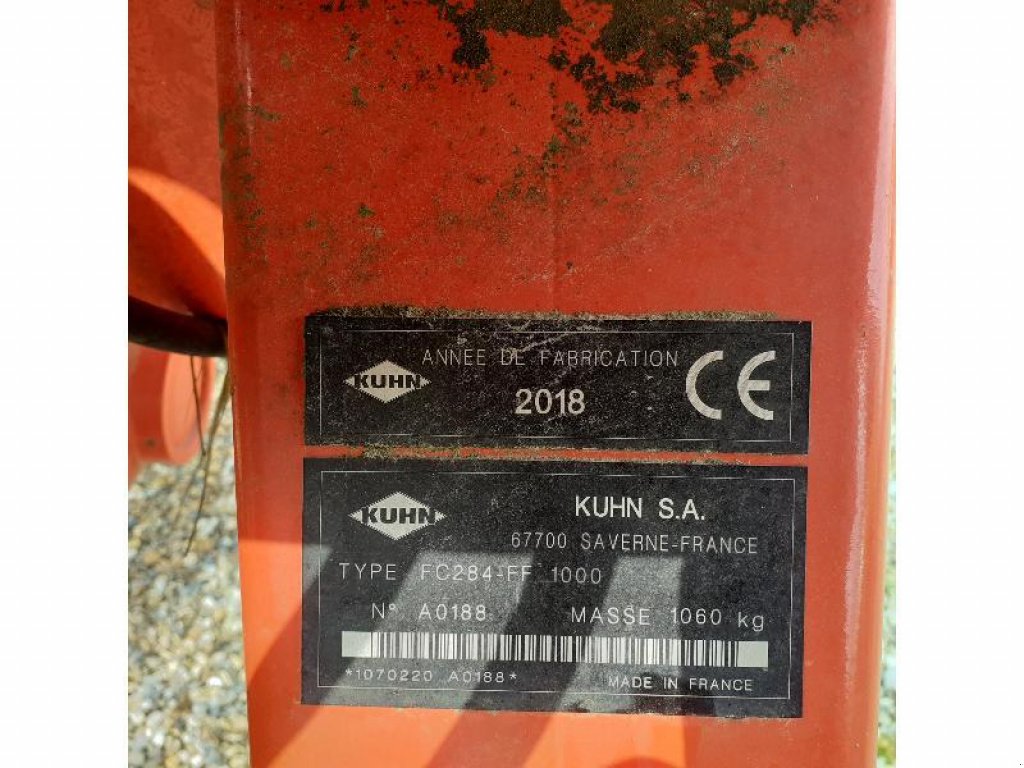 KUHN
ANNEE DE FABRICATION
2018
CE
KUHN
KUHN S.A.
67700 SAVERNE-FRANCE
TYPE FC284-FF 1000
N° A0188 MASSE 1060 kg
*1070220 A0188*
MADE IN FRANCE